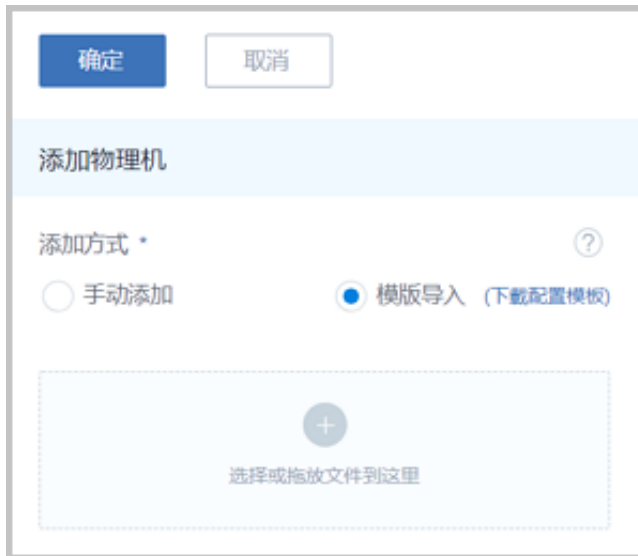 确定 取消
添加物理机
添加方式 *
手动添加 模版导入 (下载配置模板)
选择或拖放文件到这里